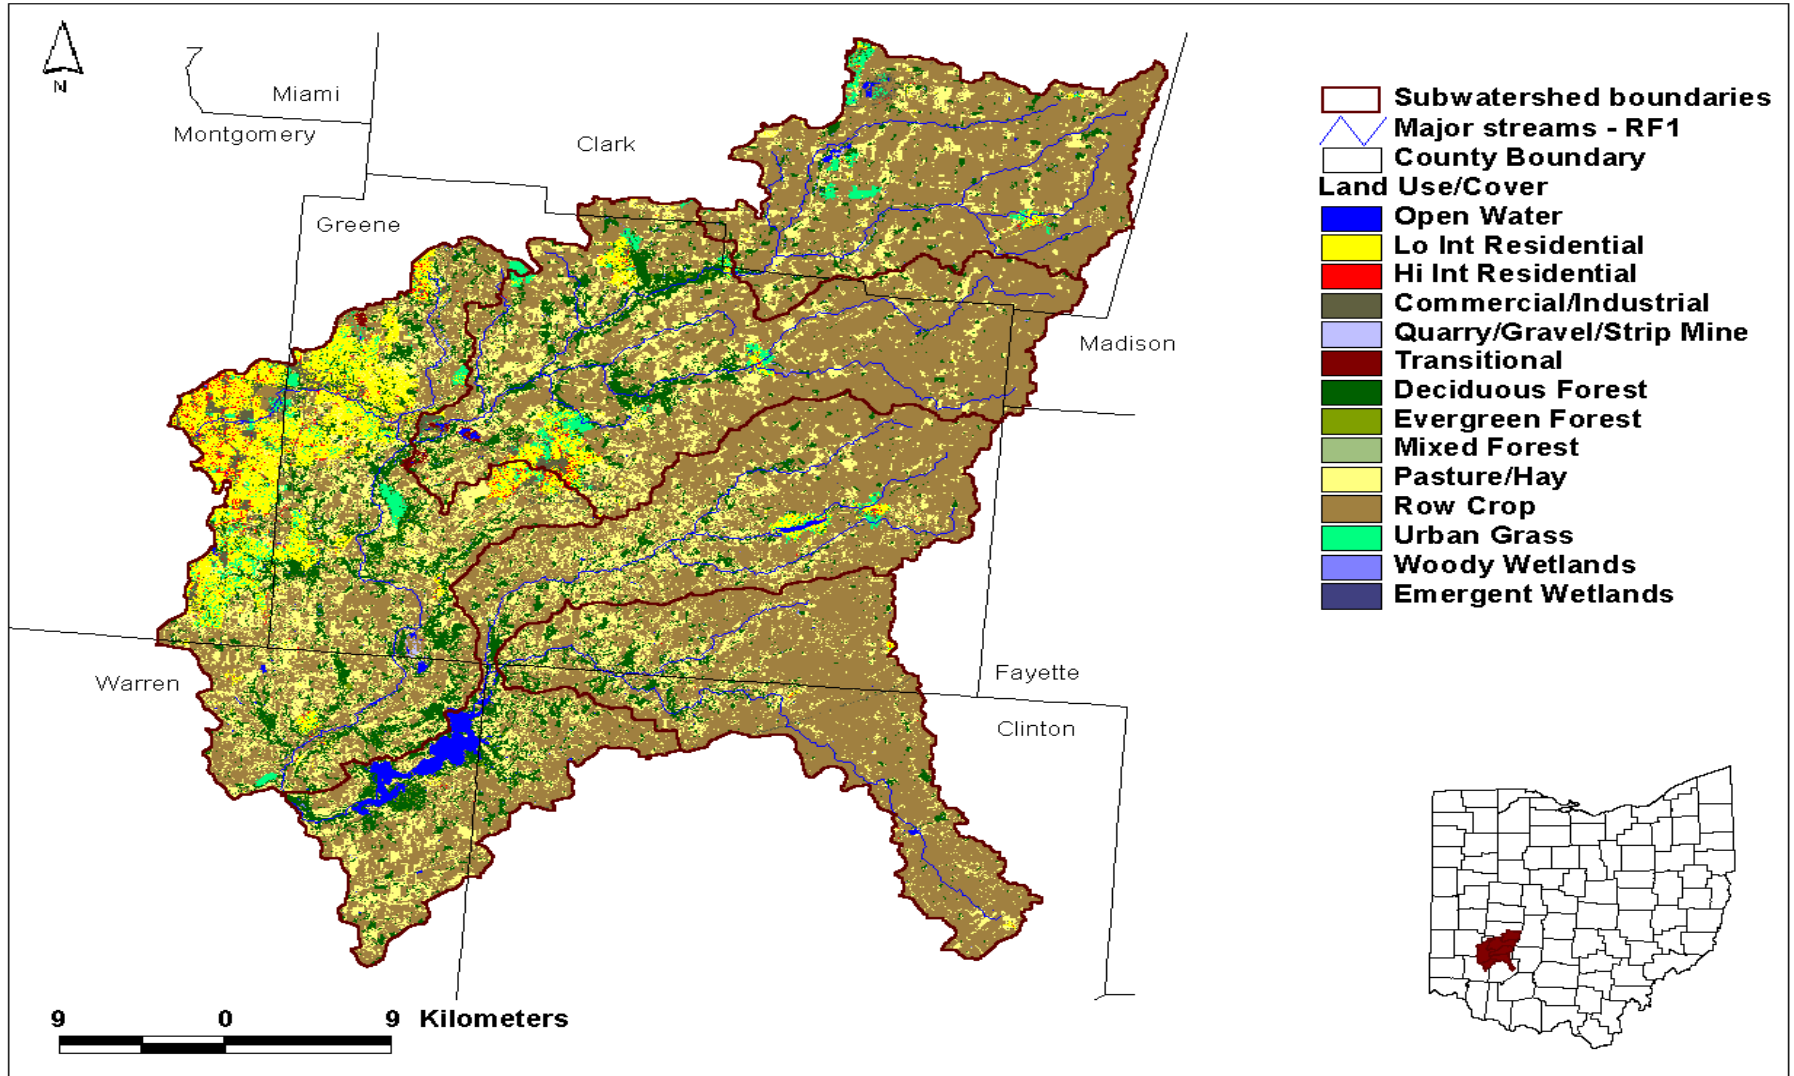 N
Miami
Montgomery
Clark
Greene
Madison
Warren
Fayette
Clinton
9 0 9 Kilometers
Subwatershed boundaries
Major streams - RF1
County Boundary
Land Use/Cover
Open Water
Lo Int Residential
Hi Int Residential
Commercial/Industrial
Quarry/Gravel/Strip Mine
Transitional
Deciduous Forest
Evergreen Forest
Mixed Forest
Pasture/Hay
Row Crop
Urban Grass
Woody Wetlands
Emergent Wetlands